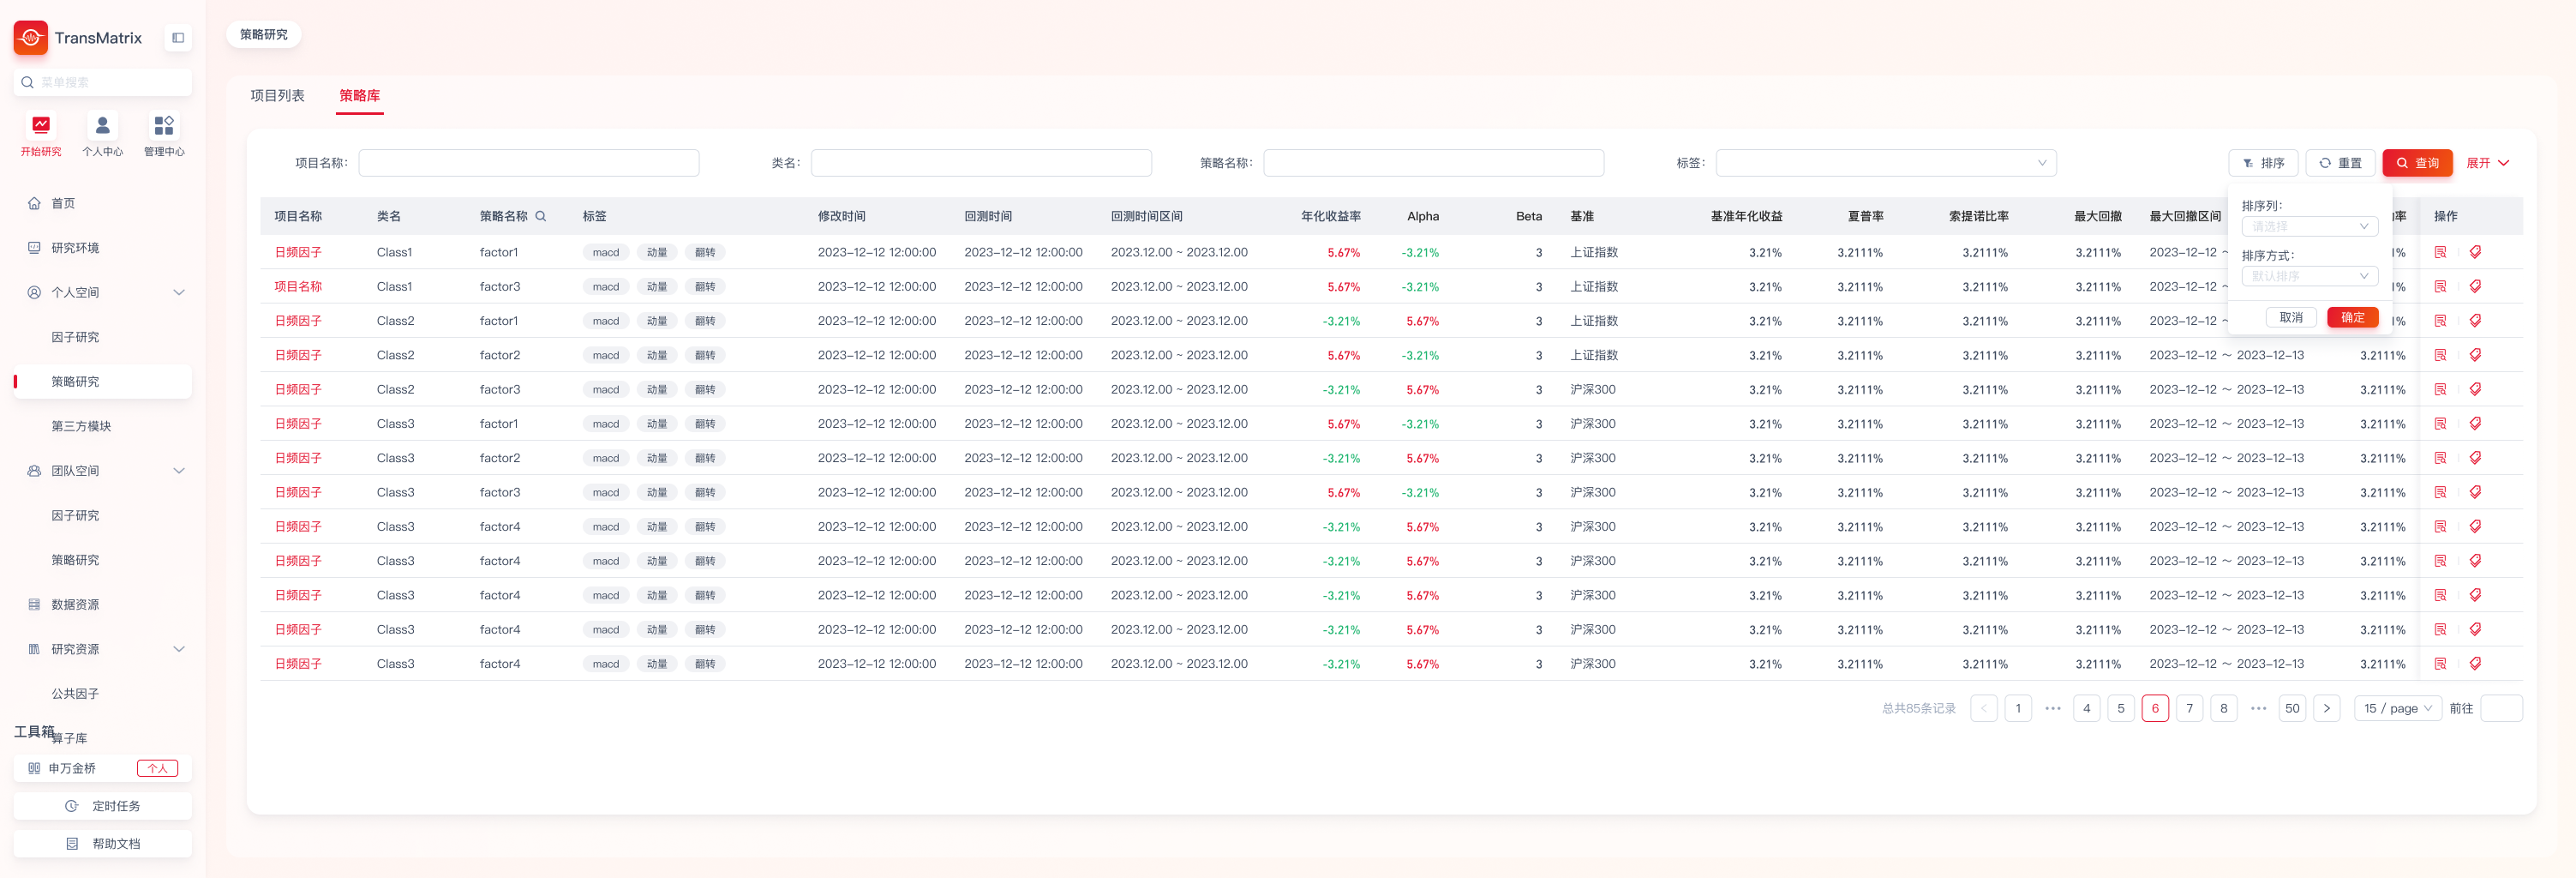 TransMatrix
菜单搜索
开始研究 个人中心 管理中心
首页
研究环境
个人空间
因子研究
策略研究
第三方模块
团队空间
因子研究
策略研究
数据资源
研究资源
公共因子
工具箱
算子库
申万金桥 个人
定时任务
帮助文档
策略研究
项目列表 策略库
项目名称: 类名: 策略名称: 标签: 排序 重置 查询 展开
项目名称 类名 策略名称 标签 修改时间 回测时间 回测时间区间 年化收益率 Alpha Beta 基准 基准年化收益 夏普率 索提诺比率 最大回撤 最大回撤区间 率 操作
日频因子 Class1 factor1 macd 动量 翻转 2023-12-12 12:00:00 2023-12-12 12:00:00 2023.12.00 ~ 2023.12.00 5.67% -3.21% 3 上证指数 3.21% 3.2111% 3.2111% 3.2111% 2023-12-12 ~ 1%
项目名称 Class1 factor3 macd 动量 翻转 2023-12-12 12:00:00 2023-12-12 12:00:00 2023.12.00 ~ 2023.12.00 5.67% -3.21% 3 上证指数 3.21% 3.2111% 3.2111% 3.2111% 2023-12-12 ~ 1%
日频因子 Class2 factor1 macd 动量 翻转 2023-12-12 12:00:00 2023-12-12 12:00:00 2023.12.00 ~ 2023.12.00 -3.21% 5.67% 3 上证指数 3.21% 3.2111% 3.2111% 3.2111% 2023-12-12 ~ 1%
日频因子 Class2 factor2 macd 动量 翻转 2023-12-12 12:00:00 2023-12-12 12:00:00 2023.12.00 ~ 2023.12.00 5.67% -3.21% 3 上证指数 3.21% 3.2111% 3.2111% 3.2111% 2023-12-12 ~ 2023-12-13 3.2111%
日频因子 Class2 factor3 macd 动量 翻转 2023-12-12 12:00:00 2023-12-12 12:00:00 2023.12.00 ~ 2023.12.00 -3.21% 5.67% 3 沪深300 3.21% 3.2111% 3.2111% 3.2111% 2023-12-12 ~ 2023-12-13 3.2111%
日频因子 Class3 factor1 macd 动量 翻转 2023-12-12 12:00:00 2023-12-12 12:00:00 2023.12.00 ~ 2023.12.00 5.67% -3.21% 3 沪深300 3.21% 3.2111% 3.2111% 3.2111% 2023-12-12 ~ 2023-12-13 3.2111%
日频因子 Class3 factor2 macd 动量 翻转 2023-12-12 12:00:00 2023-12-12 12:00:00 2023.12.00 ~ 2023.12.00 -3.21% 5.67% 3 沪深300 3.21% 3.2111% 3.2111% 3.2111% 2023-12-12 ~ 2023-12-13 3.2111%
日频因子 Class3 factor3 macd 动量 翻转 2023-12-12 12:00:00 2023-12-12 12:00:00 2023.12.00 ~ 2023.12.00 5.67% -3.21% 3 沪深300 3.21% 3.2111% 3.2111% 3.2111% 2023-12-12 ~ 2023-12-13 3.2111%
日频因子 Class3 factor4 macd 动量 翻转 2023-12-12 12:00:00 2023-12-12 12:00:00 2023.12.00 ~ 2023.12.00 -3.21% 5.67% 3 沪深300 3.21% 3.2111% 3.2111% 3.2111% 2023-12-12 ~ 2023-12-13 3.2111%
日频因子 Class3 factor4 macd 动量 翻转 2023-12-12 12:00:00 2023-12-12 12:00:00 2023.12.00 ~ 2023.12.00 -3.21% 5.67% 3 沪深300 3.21% 3.2111% 3.2111% 3.2111% 2023-12-12 ~ 2023-12-13 3.2111%
日频因子 Class3 factor4 macd 动量 翻转 2023-12-12 12:00:00 2023-12-12 12:00:00 2023.12.00 ~ 2023.12.00 -3.21% 5.67% 3 沪深300 3.21% 3.2111% 3.2111% 3.2111% 2023-12-12 ~ 2023-12-13 3.2111%
日频因子 Class3 factor4 macd 动量 翻转 2023-12-12 12:00:00 2023-12-12 12:00:00 2023.12.00 ~ 2023.12.00 -3.21% 5.67% 3 沪深300 3.21% 3.2111% 3.2111% 3.2111% 2023-12-12 ~ 2023-12-13 3.2111%
日频因子 Class3 factor4 macd 动量 翻转 2023-12-12 12:00:00 2023-12-12 12:00:00 2023.12.00 ~ 2023.12.00 -3.21% 5.67% 3 沪深300 3.21% 3.2111% 3.2111% 3.2111% 2023-12-12 ~ 2023-12-13 3.2111%
排序列:
请选择
排序方式:
默认排序
取消 确定
总共85条记录 1 ••• 4 5 6 7 8 ••• 50 15 / page 前往